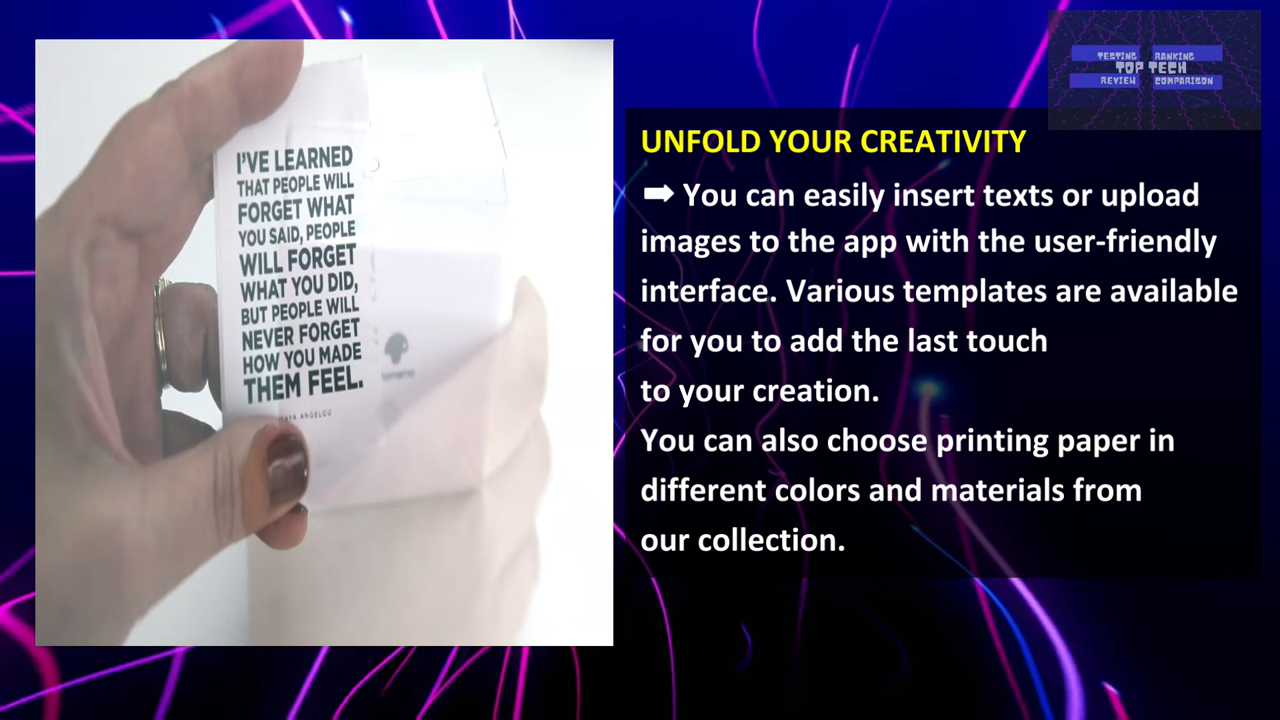 I'VE LEARNED
THAT PEOPLE WILL
FORGET WHAT
YOU SAID, PEOPLE
WILL FORGET
WHAT YOU DID,
BUT PEOPLE WILL
NEVER FORGET
HOW YOU MADE
THEM FEEL.
ANGELOU
TESTING RANKING
TOP TECH
REVIEW COMPARISON
UNFOLD YOUR CREATIVITY
➡ You can easily insert texts or upload
images to the app with the user-friendly
interface. Various templates are available
for you to add the last touch
to your creation.
You can also choose printing paper in
different colors and materials from
our collection.